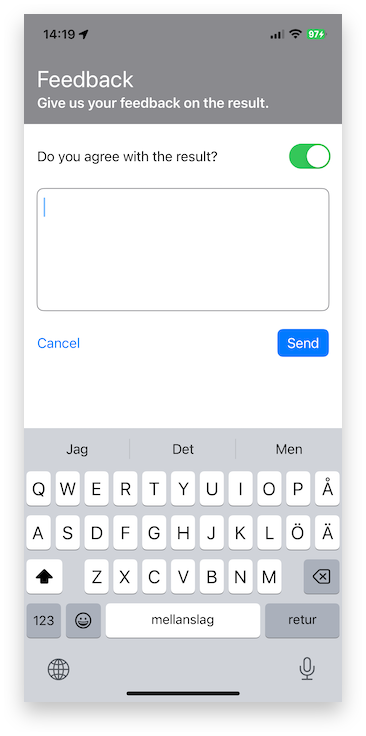 14:19
97
Feedback
Give us your feedback on the result.
Do you agree with the result?
Cancel
Send
Jag Det Men
Q W E R T Y U I O P Å
A S D F G H J K L Ö Ä
Z X C V B N M
123 mellanslag retur